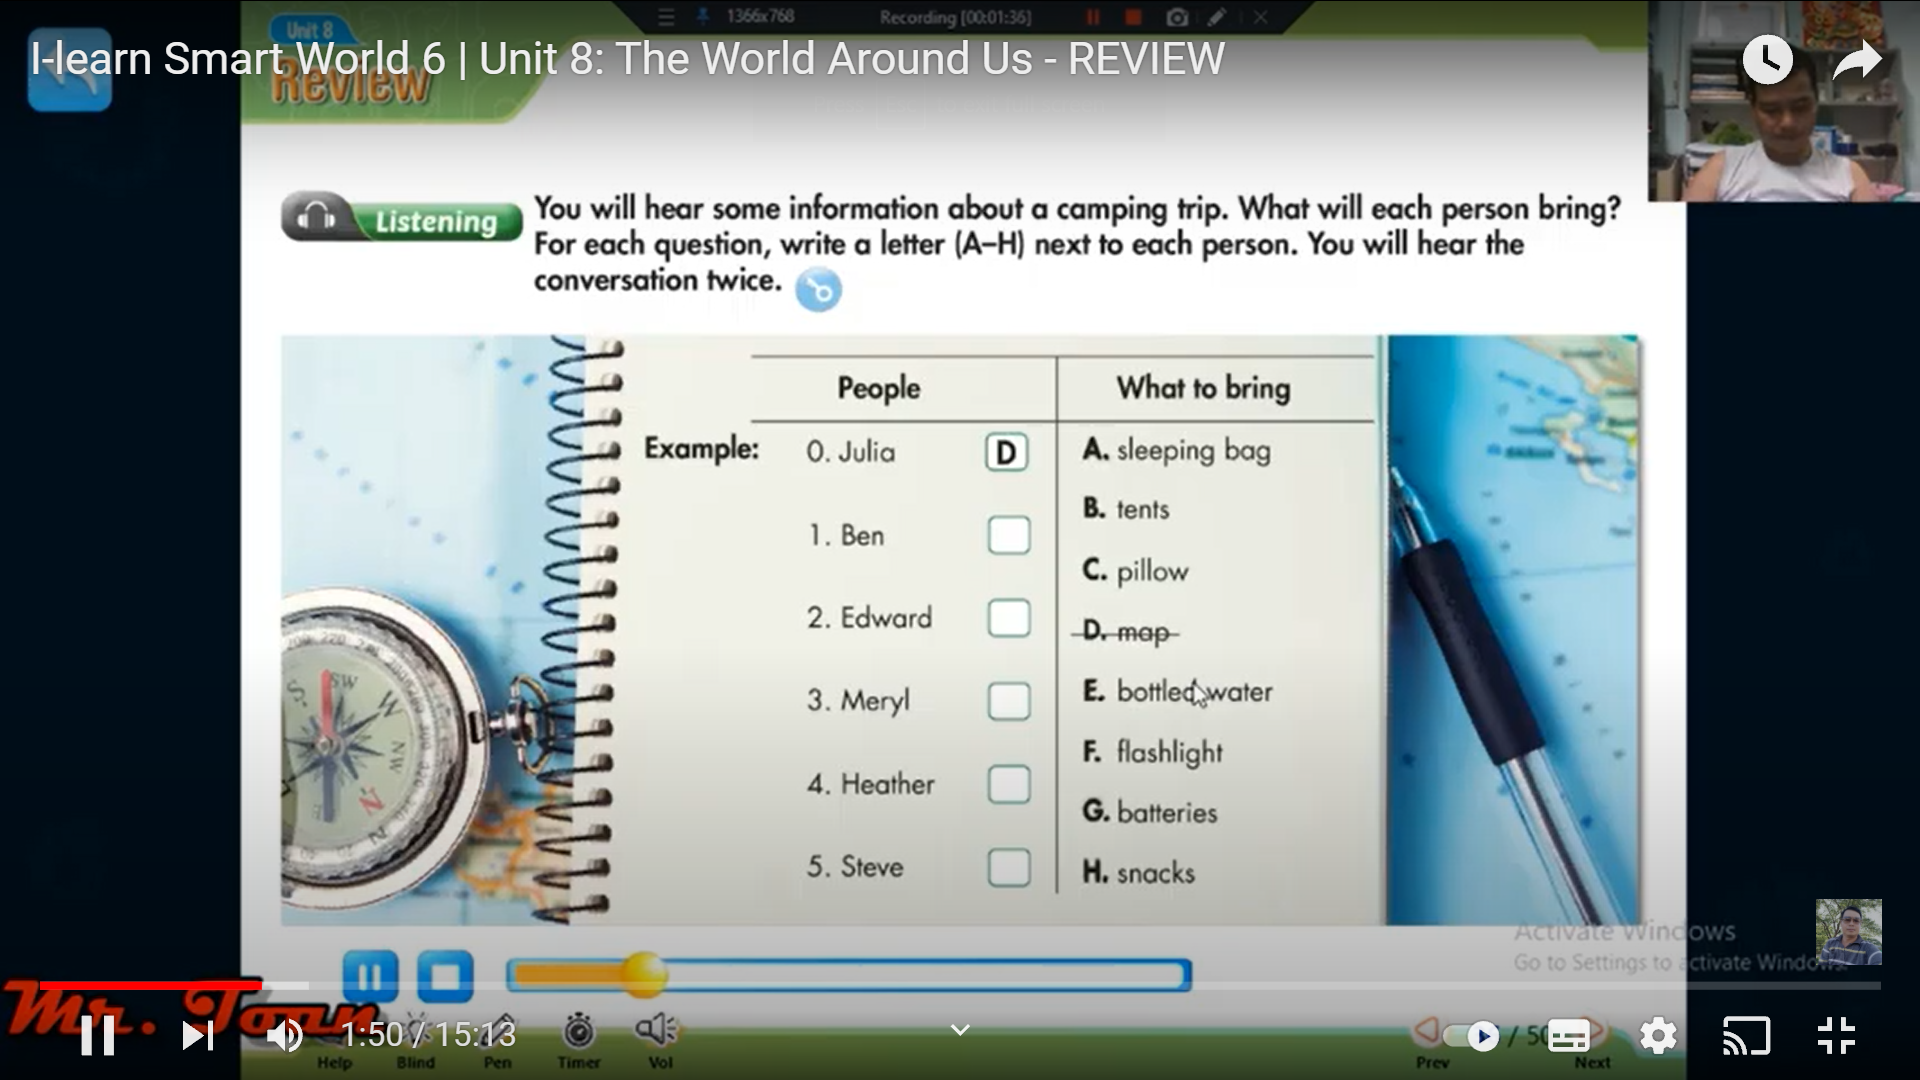 Unit 8
1366x768
Recording [00:01:36]
I-learn Smart World 6 | Unit 8: The World Around Us - REVIEW
Review
Listening
You will hear some information about a camping trip. What will each person bring?
For each question, write a letter (A–H) next to each person. You will hear the
conversation twice.
People
What to bring
Example:
0. Julia
D
A. sleeping bag
B. tents
1. Ben
C. pillow
2. Edward
D. map
3. Meryl
E. bottled water
F. flashlight
4. Heather
G. batteries
5. Steve
H. snacks
SW
S
W
NW
N
Activate Windows
Go to Settings to activate Windows.
Mr. Toan
1:50 / 15:13
/ 50
Help
Blind
Pen
Timer
Vol
Prev
Next